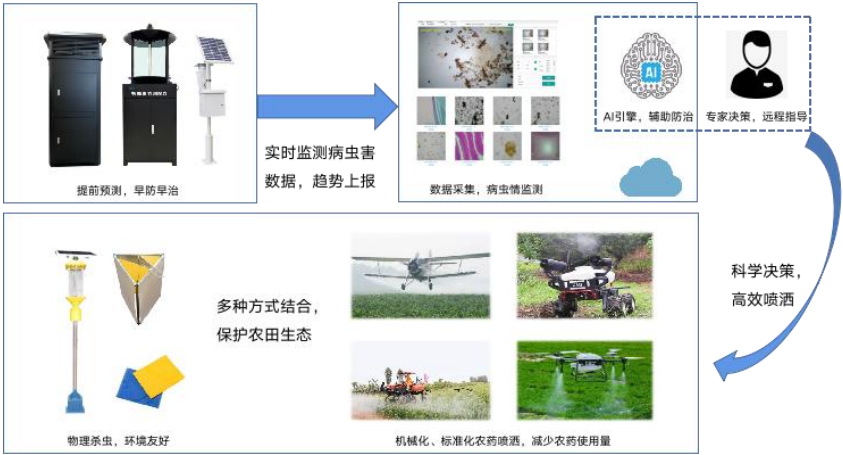 提前预测，早防早治
实时监测病虫害
数据，趋势上报
数据采集，病虫情监测
AI
AI引擎，辅助防治
专家决策，远程指导
科学决策，
高效喷洒
多种方式结合，
保护农田生态
物理杀虫，环境友好
机械化、标准化农药喷洒，减少农药使用量